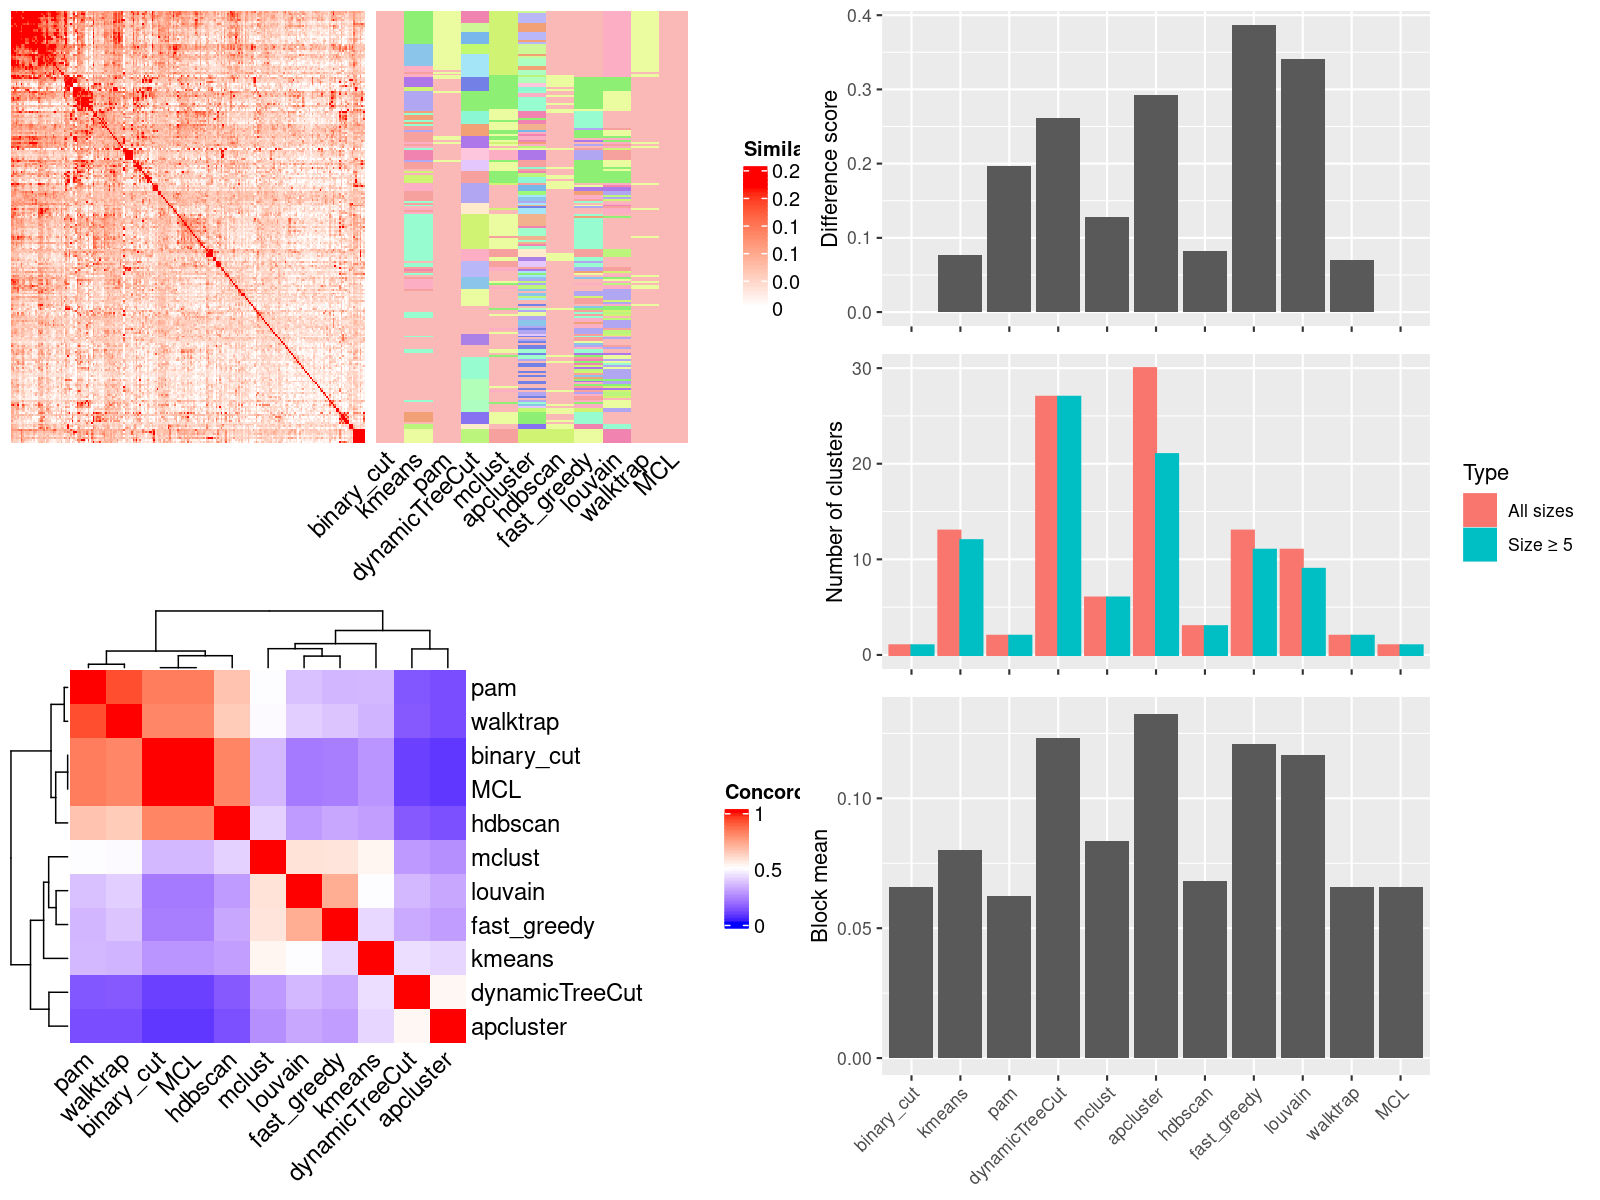 Simila
0.2
0.2
0.1
0.1
0.0
0
binary_cut
kmeans
pam
dynamicTreeCut
mclust
apcluster
hdbscan
fast_greedy
louvain
walktrap
MCL
pam
walktrap
binary_cut
MCL
hdbscan
mclust
louvain
fast_greedy
kmeans
dynamicTreeCut
apcluster
pam
walktrap
binary_cut
MCL
hdbscan
mclust
louvain
fast_greedy
kmeans
dynamicTreeCut
apcluster
Concord
1
0.5
0
Difference score
0.4
0.3
0.2
0.1
0.0
Number of clusters
30
20
10
0
Type
All sizes
Size ≥ 5
Block mean
0.10
0.05
0.00
binary_cut
kmeans
pam
dynamicTreeCut
mclust
apcluster
hdbscan
fast_greedy
louvain
walktrap
MCL